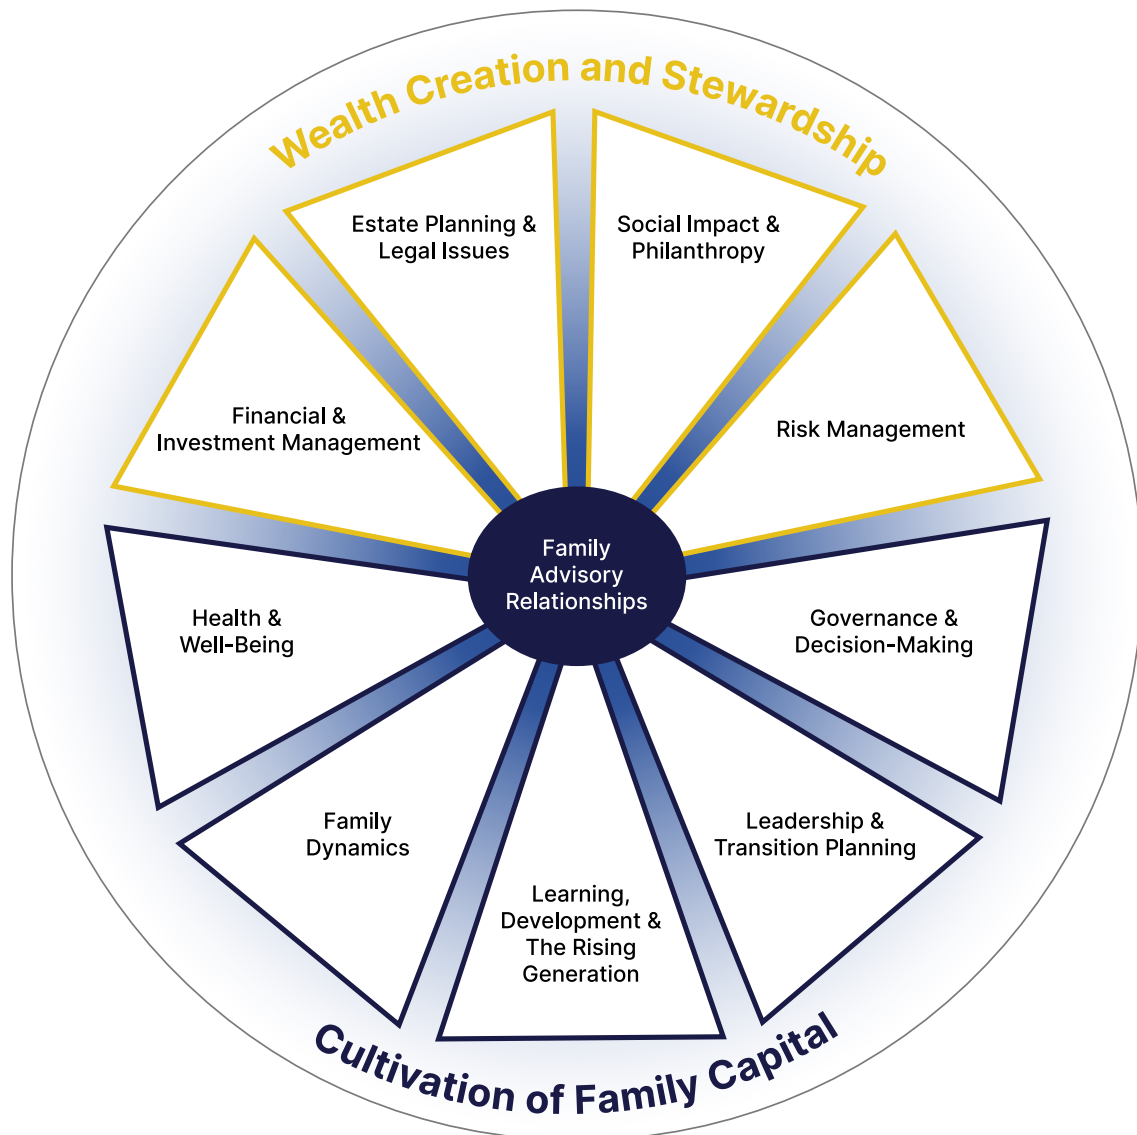 Wealth Creation and Stewardship
Estate Planning &
Legal Issues
Social Impact &
Philanthropy
Financial &
Investment Management
Risk Management
Family
Advisory
Relationships
Health &
Well-Being
Governance &
Decision-Making
Family
Dynamics
Leadership &
Transition Planning
Learning,
Development &
The Rising
Generation
Cultivation of Family Capital